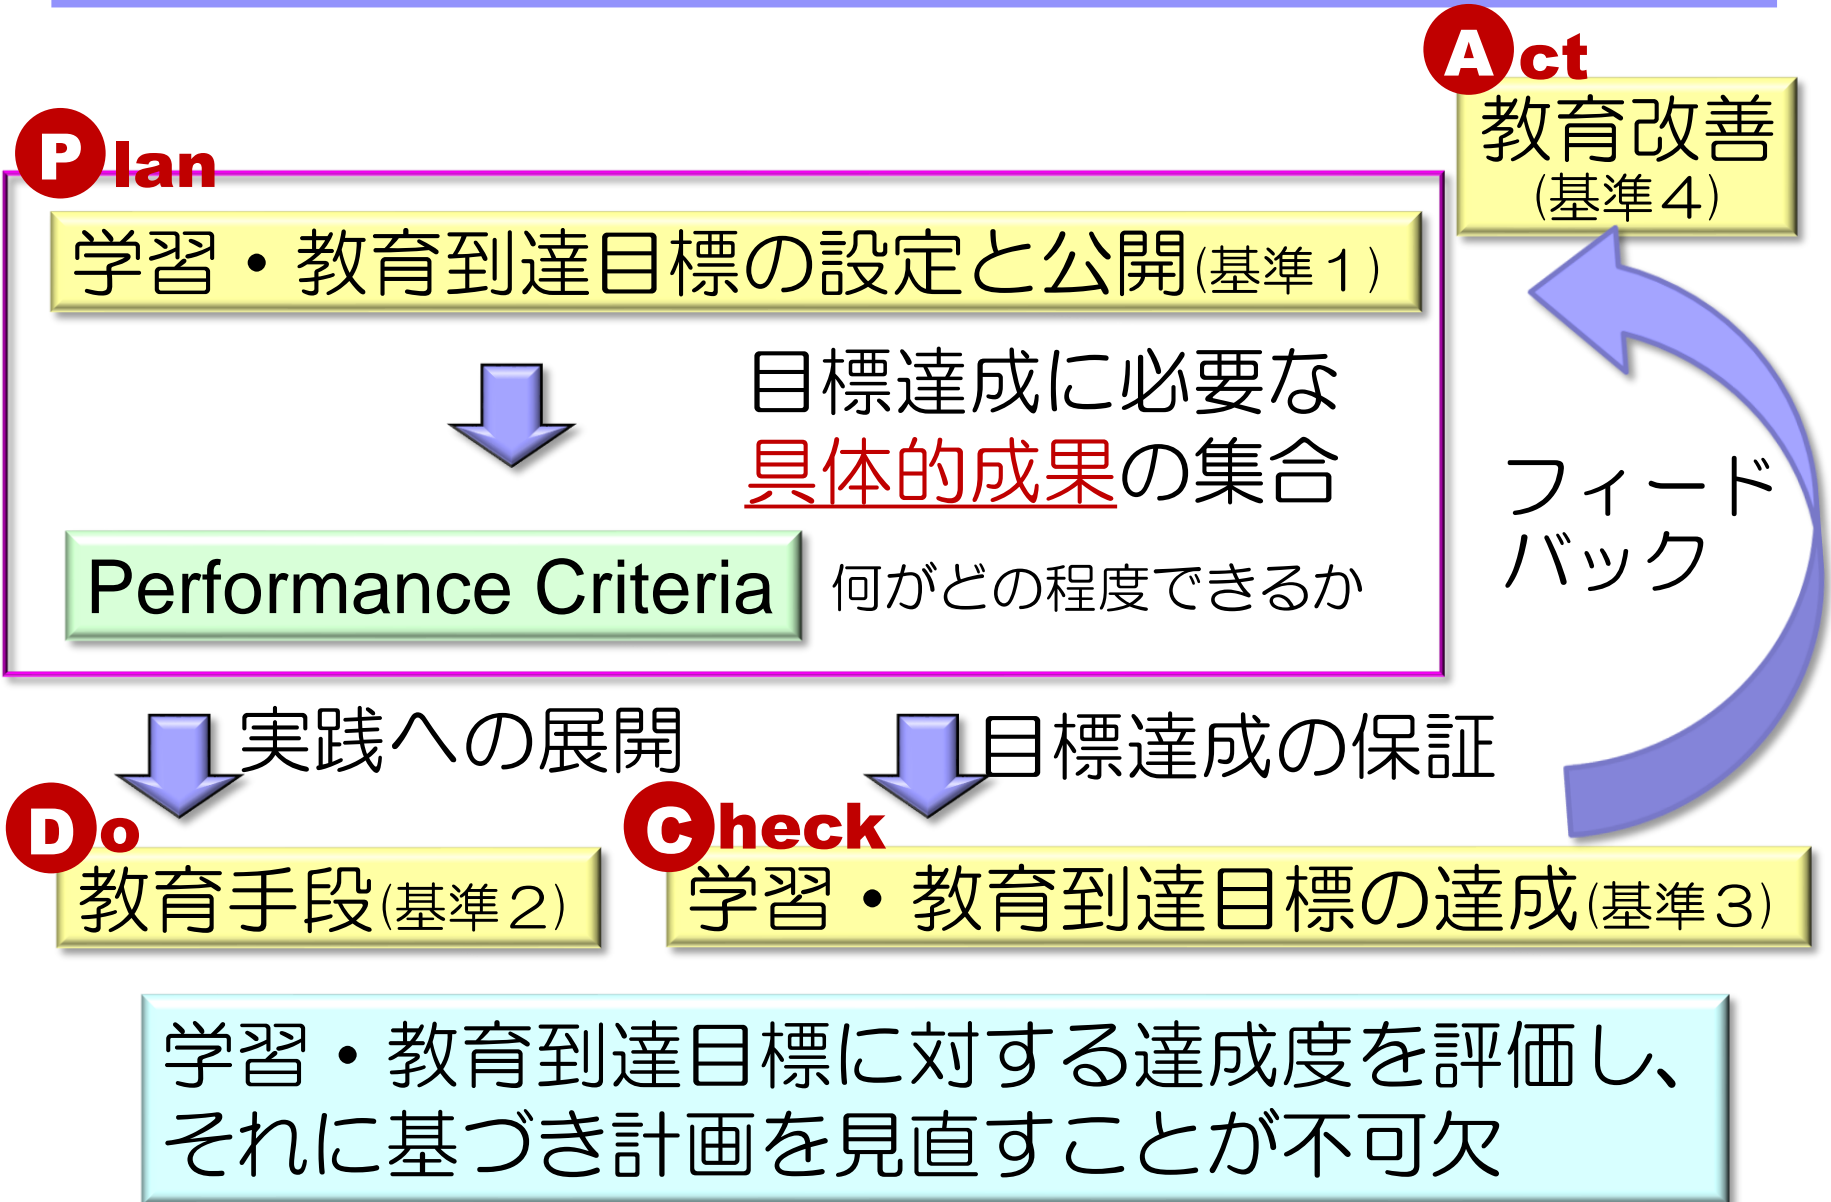 Act
教育改善
(基準４)
Plan
学習・教育到達目標の設定と公開(基準１)
目標達成に必要な
具体的成果の集合
Performance Criteria
何がどの程度できるか
フィード
バック
実践への展開
目標達成の保証
Do
教育手段(基準２)
Check
学習・教育到達目標の達成(基準３)
学習・教育到達目標に対する達成度を評価し、
それに基づき計画を見直すことが不可欠